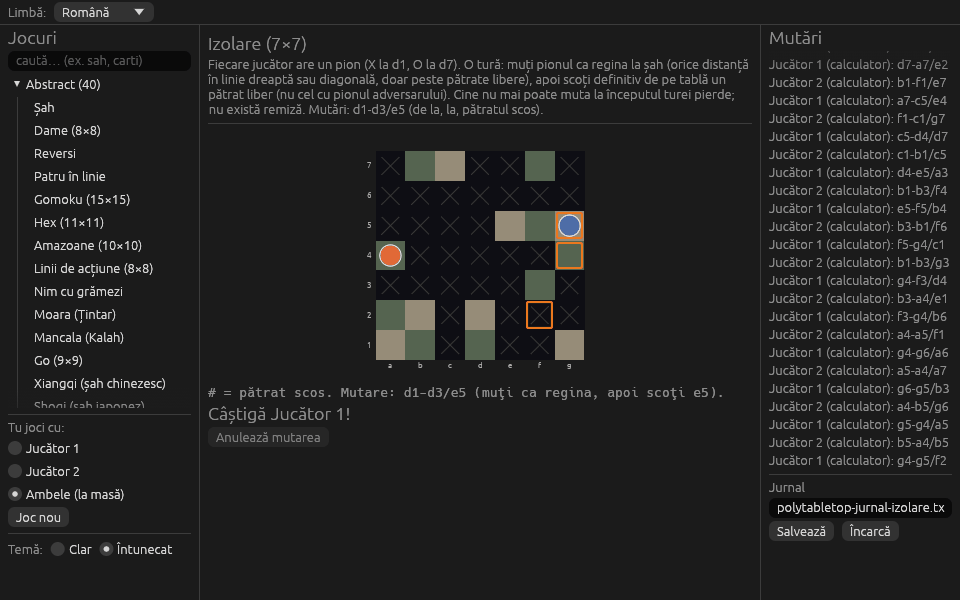 Limbă: Română
Jocuri
caută... (ex. sah, carti)
Abstract (40)
Șah
Dame (8×8)
Reversi
Patru în linie
Gomoku (15×15)
Hex (11×11)
Amazoane (10×10)
Linii de acțiune (8×8)
Nim cu grămezi
Moara (Țintar)
Mancala (Kalah)
Go (9×9)
Xiangqi (șah chinezesc)
Shogi (șah japonez)
Tu joci cu:
Jucător 1
Jucător 2
Ambele (la masă)
Joc nou
Temă: Clar Întunecat
Izolare (7×7)
Fiecare jucător are un pion (X la d1, O la d7). O tură: muți pionul ca regina la șah (orice distanță
în linie dreaptă sau diagonală, doar peste pătrate libere), apoi scoți definitiv de pe tablă un
pătrat liber (nu cel cu pionul adversarului). Cine nu mai poate muta la începutul turei pierde;
nu există remiză. Mutări: d1-d3/e5 (de la, la, pătratul scos).
7
6
5
4
3
2
1
a b c d e f g
# = pătrat scos. Mutare: d1-d3/e5 (muți ca regina, apoi scoți e5).
Câștigă Jucător 1!
Anulează mutarea
Mutări
Jucător 1 (calculator): d7-a7/e2
Jucător 2 (calculator): b1-f1/e7
Jucător 1 (calculator): a7-c5/e4
Jucător 2 (calculator): f1-c1/g7
Jucător 1 (calculator): c5-d4/d7
Jucător 2 (calculator): c1-b1/c5
Jucător 1 (calculator): d4-e5/a3
Jucător 2 (calculator): b1-b3/f4
Jucător 1 (calculator): e5-f5/b4
Jucător 2 (calculator): b3-b1/f6
Jucător 1 (calculator): f5-g4/c1
Jucător 2 (calculator): b1-b3/g3
Jucător 1 (calculator): g4-f3/d4
Jucător 2 (calculator): b3-a4/e1
Jucător 1 (calculator): f3-g4/b6
Jucător 2 (calculator): a4-a5/f1
Jucător 1 (calculator): g4-g6/a6
Jucător 2 (calculator): a5-a4/a7
Jucător 1 (calculator): g6-g5/b3
Jucător 2 (calculator): a4-b5/g6
Jucător 1 (calculator): g5-g4/a5
Jucător 2 (calculator): b5-a4/b5
Jucător 1 (calculator): g4-g5/f2
Jurnal
polytabletop-jurnal-izolare.tx
Salvează Încarcă